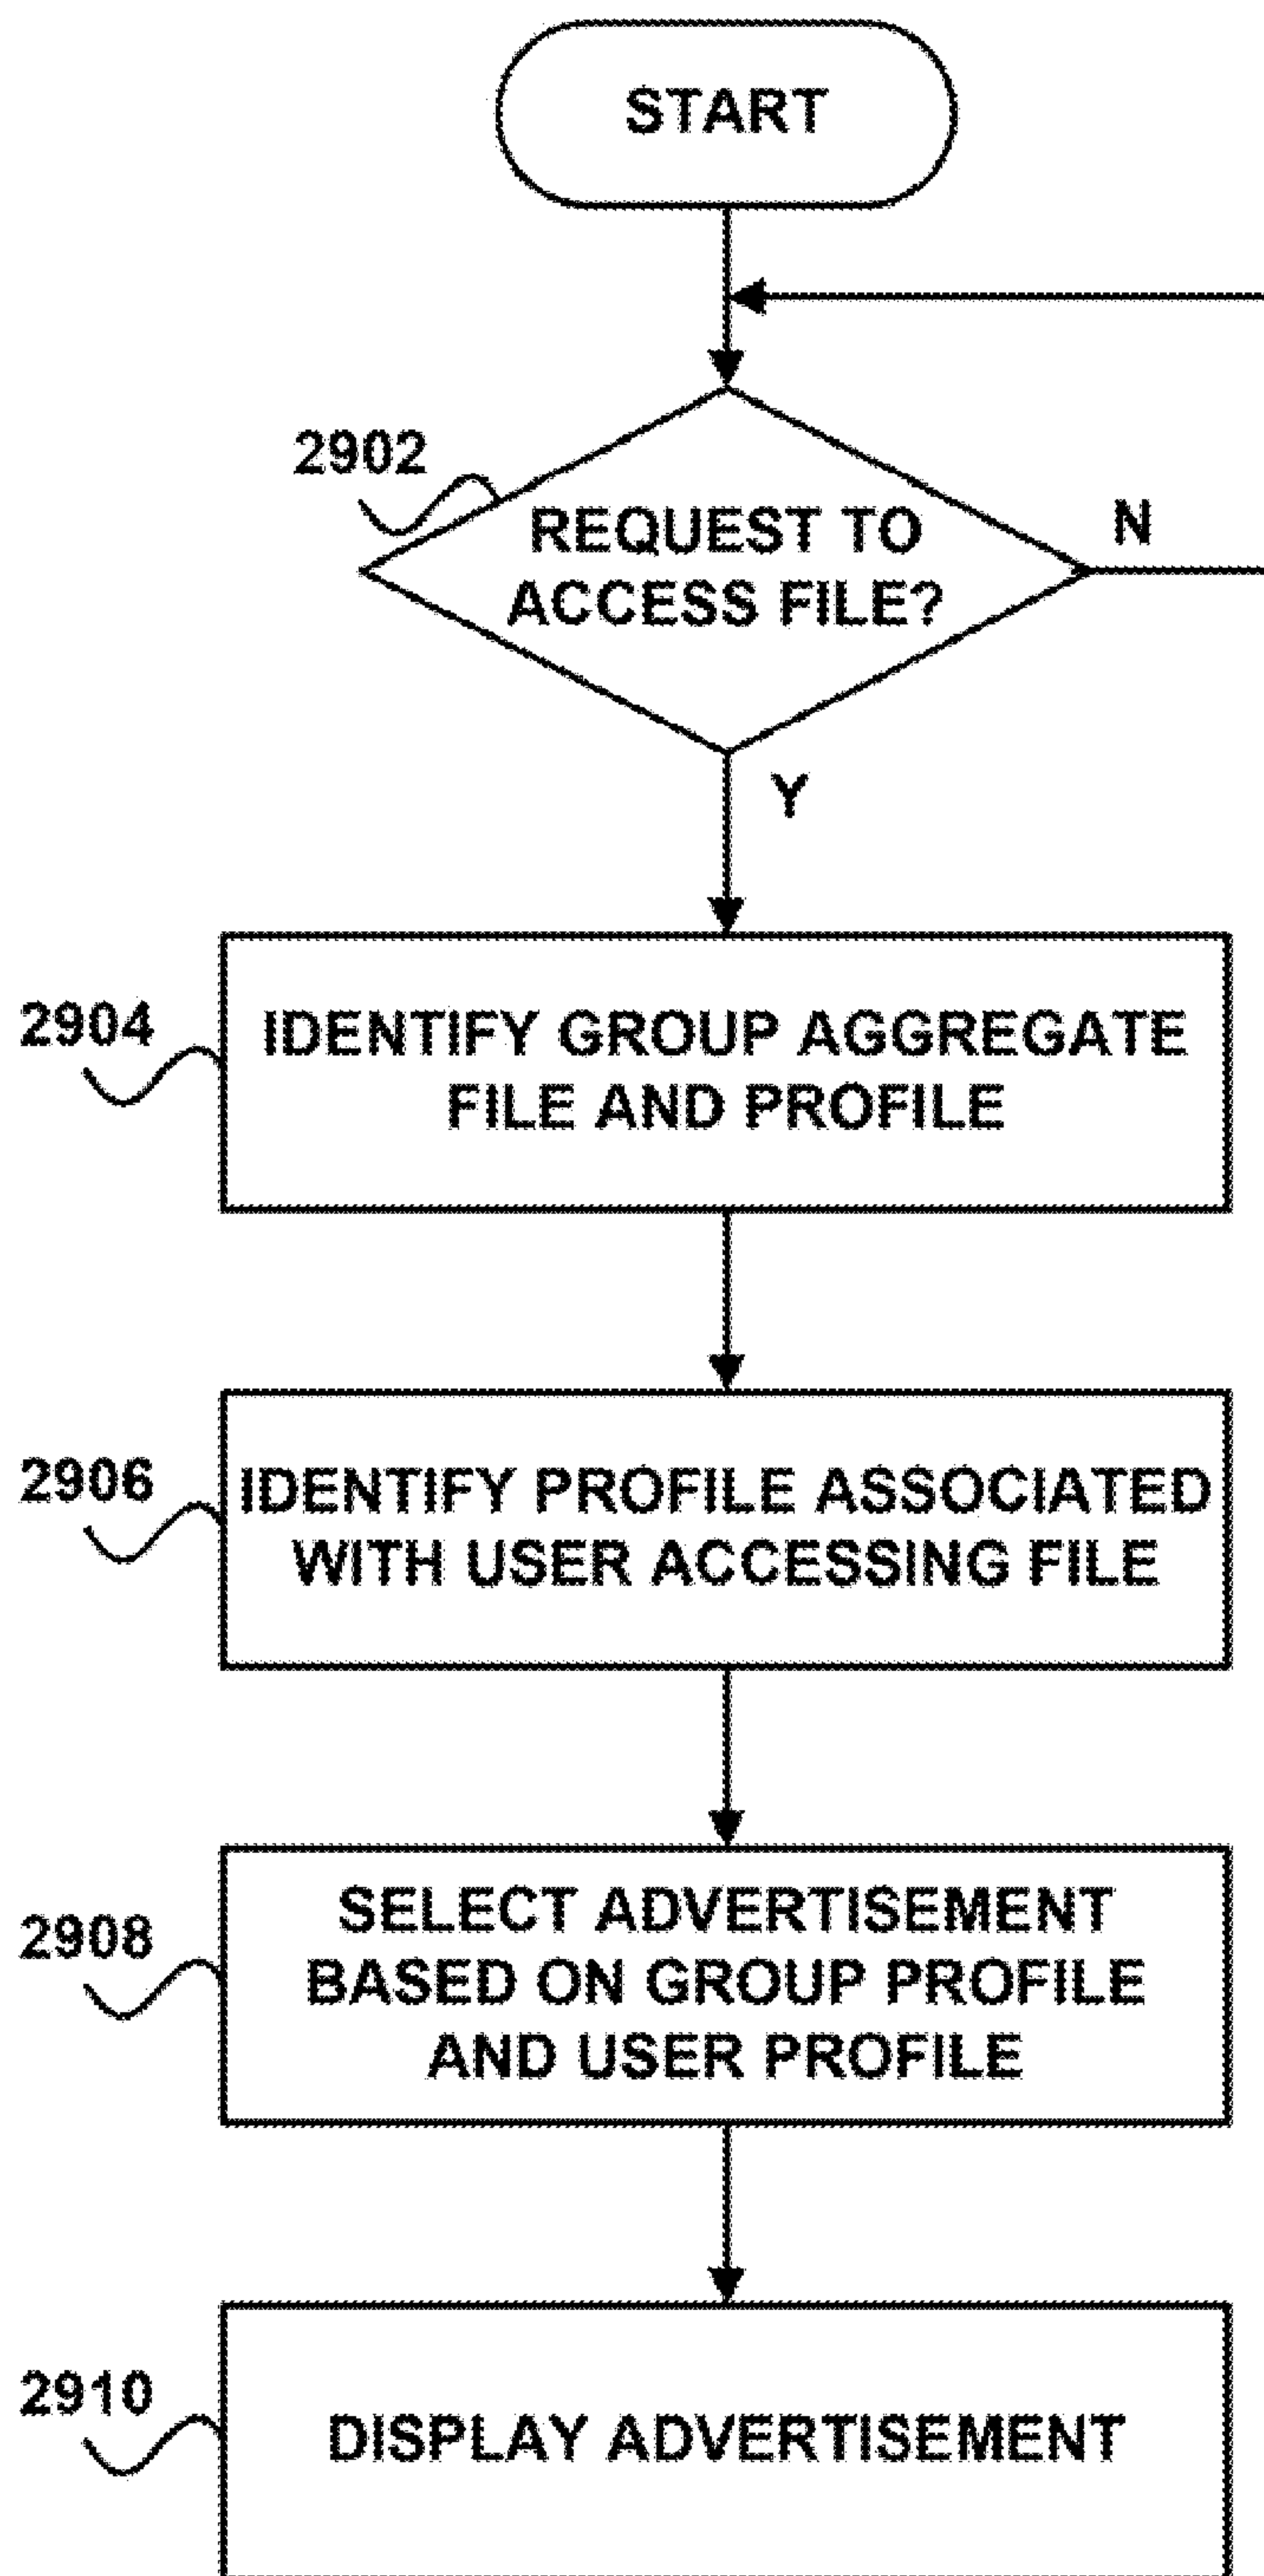 START
2902
REQUEST TO
ACCESS FILE?
N
Y
2904
IDENTIFY GROUP AGGREGATE
FILE AND PROFILE
2906
IDENTIFY PROFILE ASSOCIATED
WITH USER ACCESSING FILE
2908
SELECT ADVERTISEMENT
BASED ON GROUP PROFILE
AND USER PROFILE
2910
DISPLAY ADVERTISEMENT